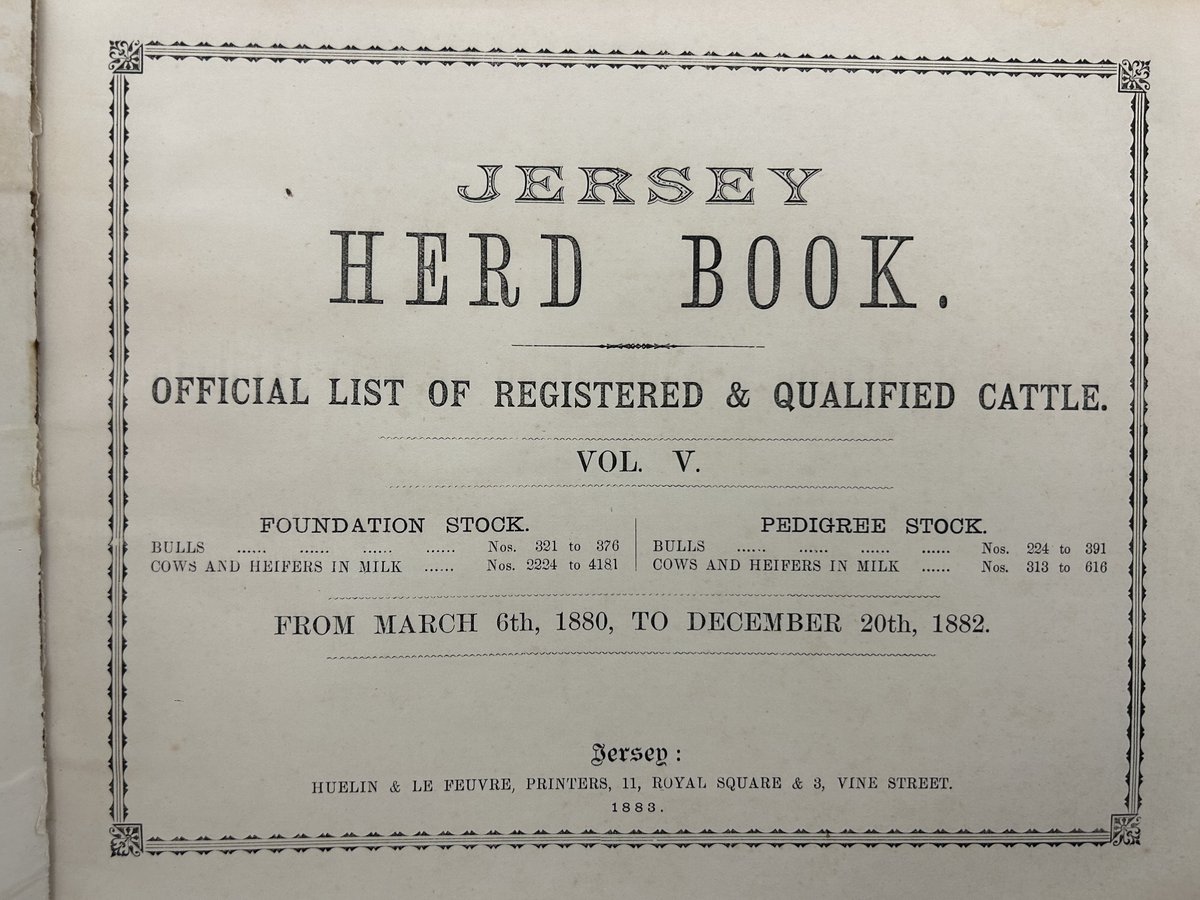 JERSEY
HERD BOOK.
OFFICIAL LIST OF REGISTERED & QUALIFIED CATTLE.
VOL. V.
FOUNDATION STOCK.
BULLS ...... ...... ...... ...... Nos. 321 to 376
COWS AND HEIFERS IN MILK ...... Nos. 2224 to 4181
PEDIGREE STOCK.
BULLS ...... ...... ...... ...... Nos. 224 to 391
COWS AND HEIFERS IN MILK ...... Nos. 313 to 616
FROM MARCH 6th, 1880, TO DECEMBER 20th, 1882.
Jersey:
HUELIN & LE FEUVRE, PRINTERS, 11, ROYAL SQUARE & 3, VINE STREET.
1883.